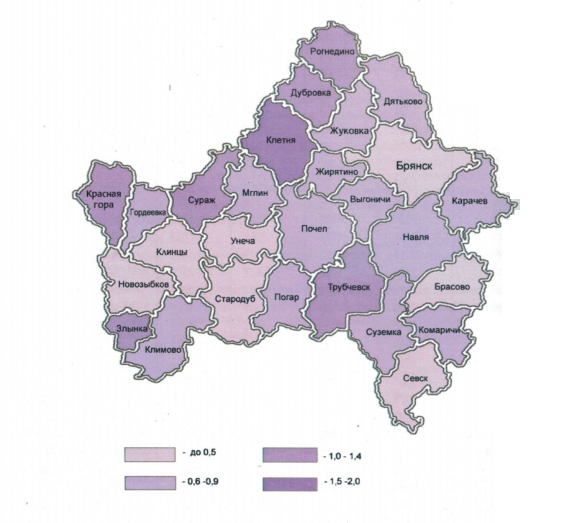 Рогнедино
Дубровка
Дятьково
Жуковка
Клетня
Брянск
Жирятино
Красная
гора
Гордеевка
Сураж
Мглин
Выгоничи
Карачев
Почеп
Навля
Унеча
Клинцы
Новозыбков
Стародуб
Погар
Трубчевск
Брасово
Злынка
Климово
Суземка
Комаричи
Севск
- до 0,5
- 1,0 - 1,4
- 0,6 -0,9
- 1,5 -2,0